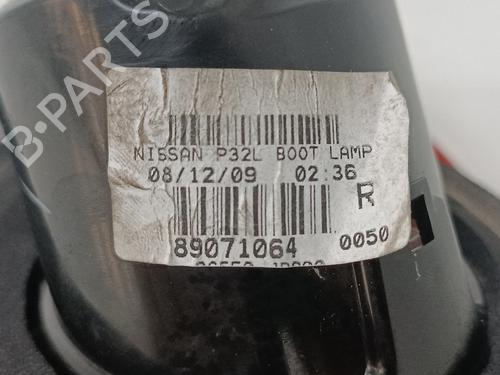 B-PARTS
NISSAN P32L BOOT LAMP
08/12/09 02:36
R
89071064 0050